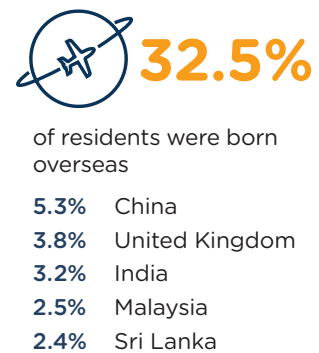 32.5%
of residents were born
overseas
5.3% China
3.8% United Kingdom
3.2% India
2.5% Malaysia
2.4% Sri Lanka